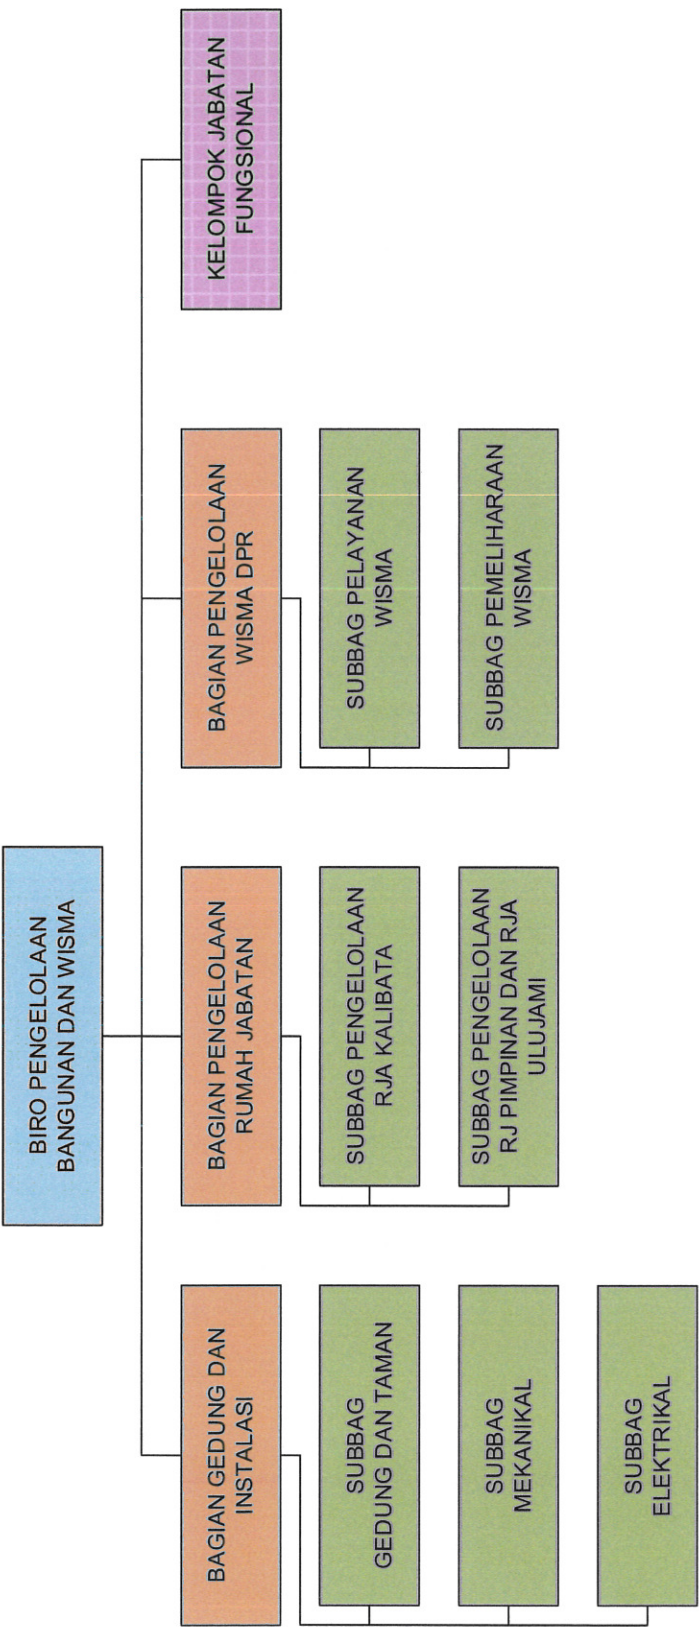 BIRO PENGELOLAAN
BANGUNAN DAN WISMA
BAGIAN GEDUNG DAN
INSTALASI
SUBBAG
GEDUNG DAN TAMAN
SUBBAG
MEKANIKAL
SUBBAG
ELEKTRIKAL
BAGIAN PENGELOLAAN
RUMAH JABATAN
SUBBAG PENGELOLAAN
RJA KALIBATA
SUBBAG PENGELOLAAN
RJ PIMPINAN DAN RJA
ULUJAMI
BAGIAN PENGELOLAAN
WISMA DPR
SUBBAG PELAYANAN
WISMA
SUBBAG PEMELIHARAAN
WISMA
KELOMPOK JABATAN
FUNGSIONAL